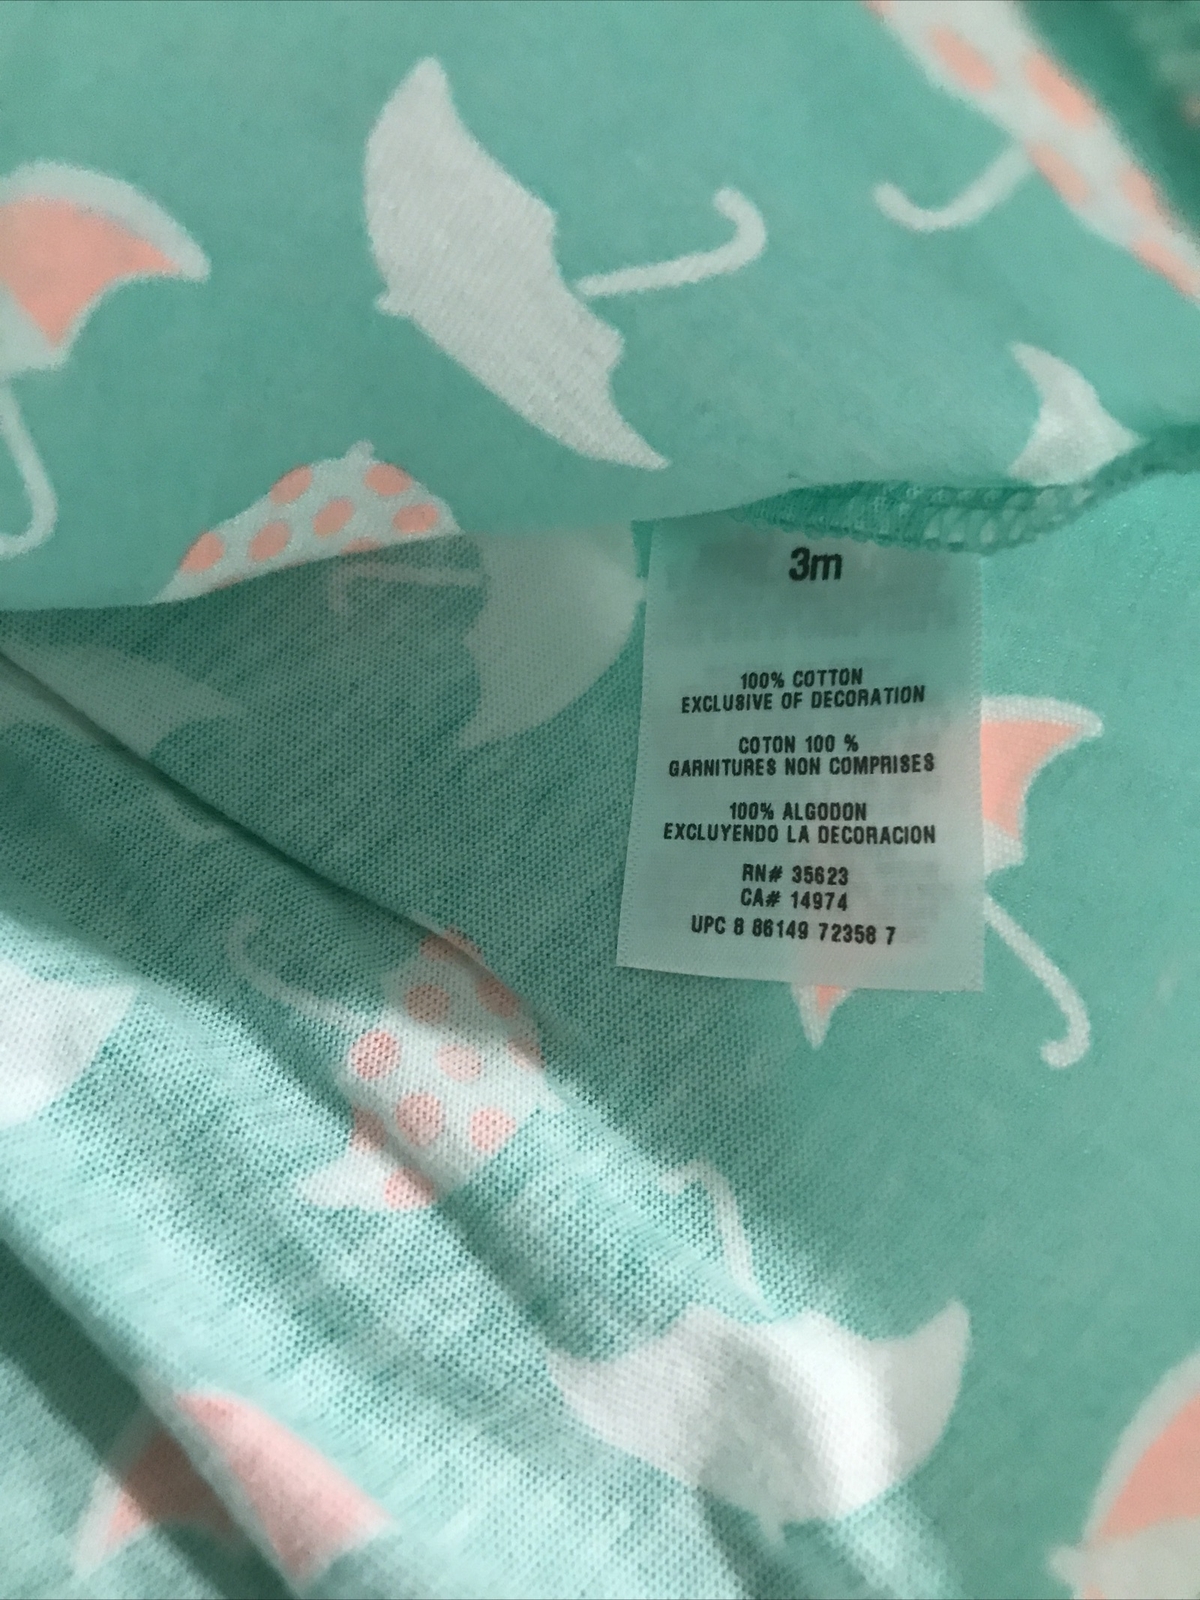 3m
100% COTTON
EXCLUSIVE OF DECORATION
COTON 100 %
GARNITURES NON COMPRISES
100% ALGODON
EXCLUYENDO LA DECORACION
RN# 35623
CA# 14974
UPC 8 86149 72358 7